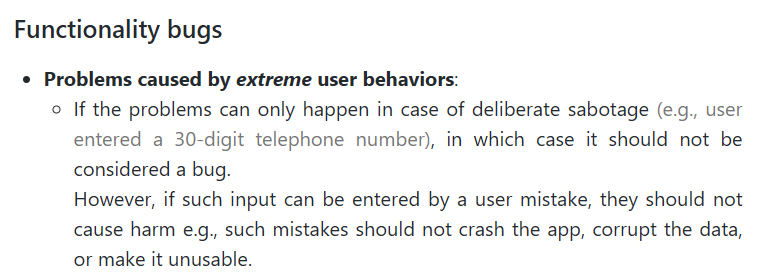 Functionality bugs
• Problems caused by extreme user behaviors:
○ If the problems can only happen in case of deliberate sabotage (e.g., user
entered a 30-digit telephone number), in which case it should not be
considered a bug.
However, if such input can be entered by a user mistake, they should not
cause harm e.g., such mistakes should not crash the app, corrupt the data,
or make it unusable.